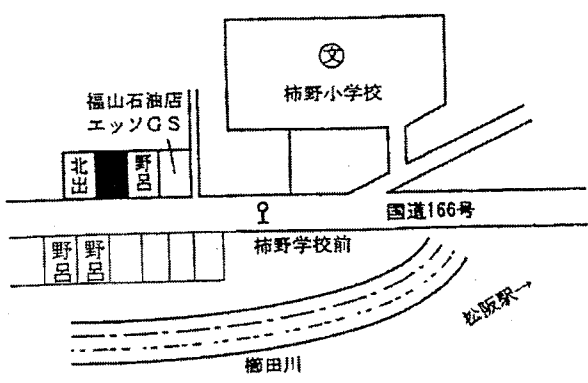 文
柿野小学校
福山石油店
エッソGS
北出
野呂
国道166号
柿野学校前
野呂
野呂
松阪駅→
櫛田川